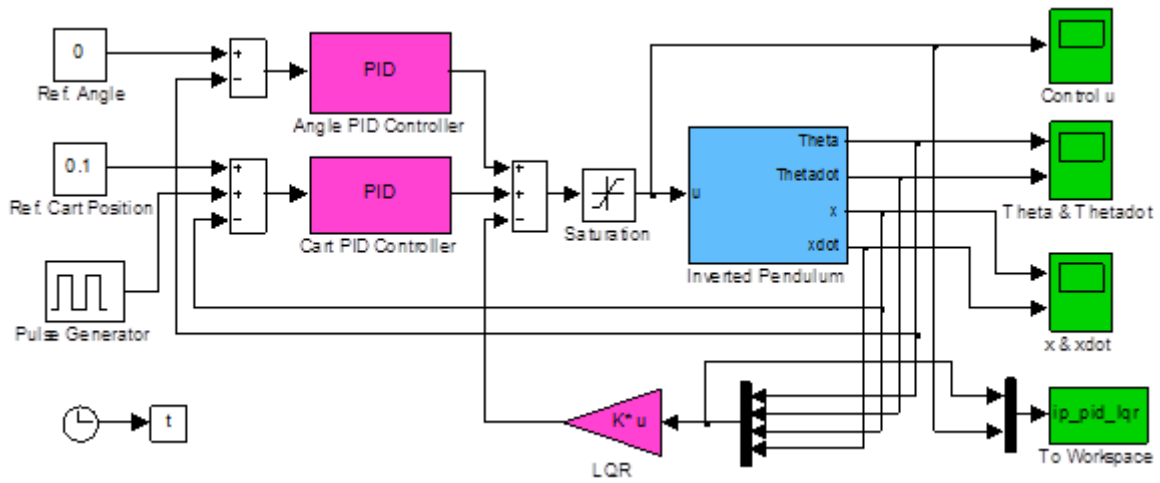 0
Ref. Angle
+
−
PID
Angle PID Controller
0.1
Ref. Cart Position
+
+
−
PID
Cart PID Controller
+
+
−
Saturation
u
Theta
Thetadot
x
xdot
Inverted Pendulum
Control u
Theta & Thetadot
x & xdot
Pulse Generator
t
K* u
LQR
ip_pid_lqr
To Workspace